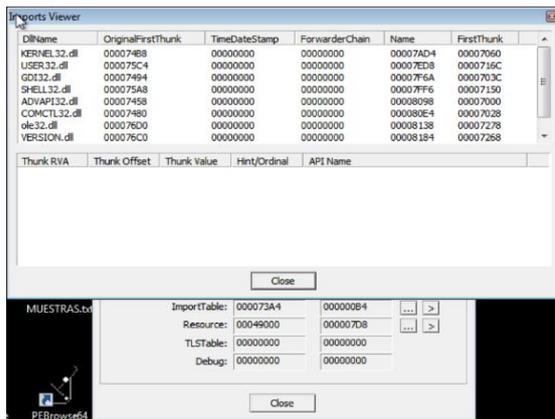 Imports Viewer
DllName OriginalFirstThunk TimeDateStamp ForwarderChain Name FirstThunk
KERNEL32.dll 000074B8 00000000 00000000 00007AD4 00007060
USER32.dll 000075C4 00000000 00000000 00007ED8 0000716C
GDI32.dll 00007494 00000000 00000000 00007F6A 0000703C
SHELL32.dll 000075A8 00000000 00000000 00007FF6 00007150
ADVAPI32.dll 00007458 00000000 00000000 00008098 00007000
COMCTL32.dll 00007480 00000000 00000000 000080E4 00007028
ole32.dll 000076D0 00000000 00000000 00008138 00007278
VERSION.dll 000076C0 00000000 00000000 00008184 00007268
Thunk RVA Thunk Offset Thunk Value Hint/Ordinal API Name
Close
MUESTRAS.txt
ImportTable: 000073A4 000000B4 ... >
Resource: 00049000 000007D8 ... >
TLSTable: 00000000 00000000
Debug: 00000000 00000000
Close
PEBrowse64